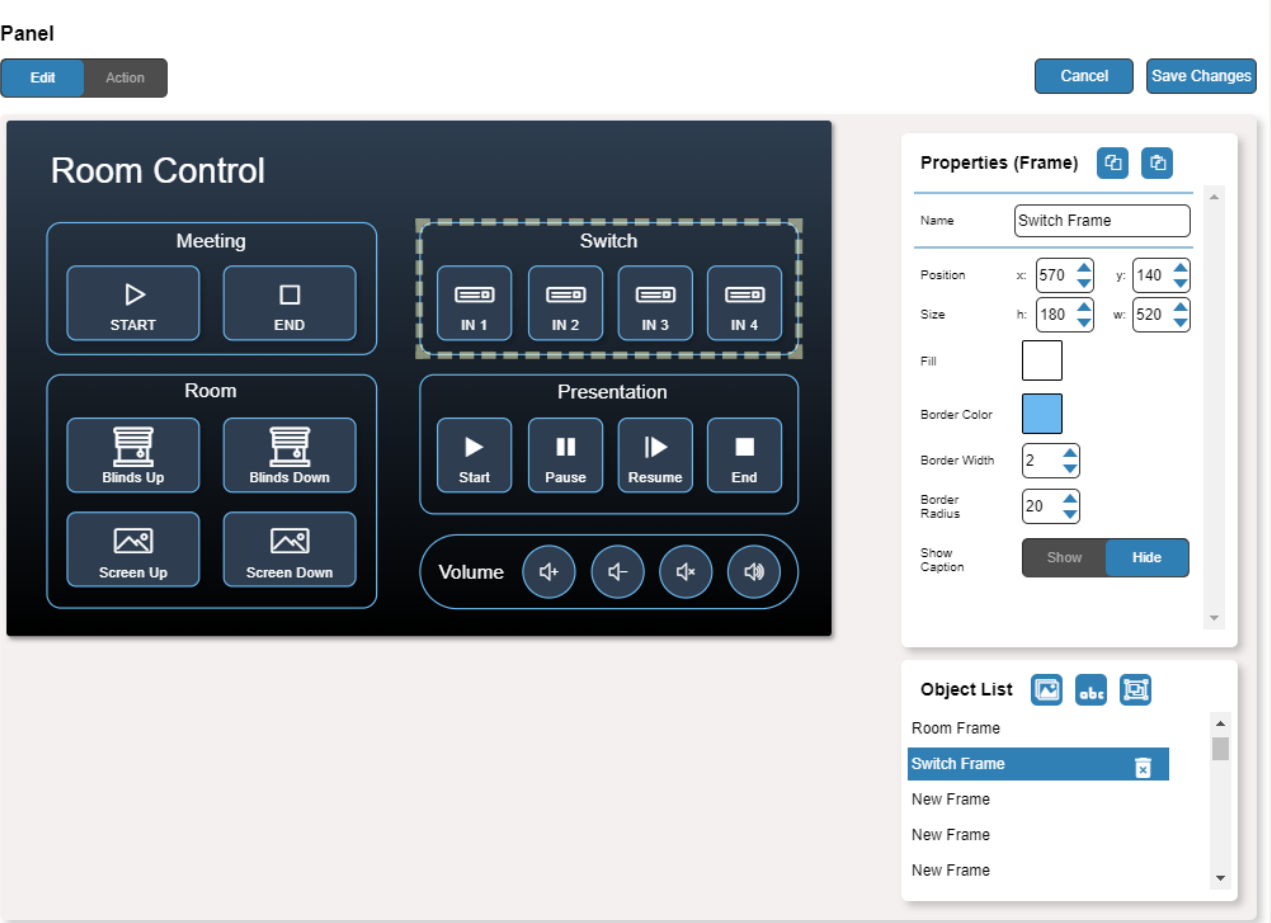 Panel
Edit Action Cancel Save Changes
Room Control
Meeting
START END
Switch
IN 1 IN 2 IN 3 IN 4
Room
Blinds Up Blinds Down
Screen Up Screen Down
Presentation
Start Pause Resume End
Volume
Properties (Frame)
Name Switch Frame
Position x: 570 y: 140
Size h: 180 w: 520
Fill
Border Color
Border Width 2
Border
Radius
20
Show
Caption
Show Hide
Object List abc
Room Frame
Switch Frame
New Frame
New Frame
New Frame